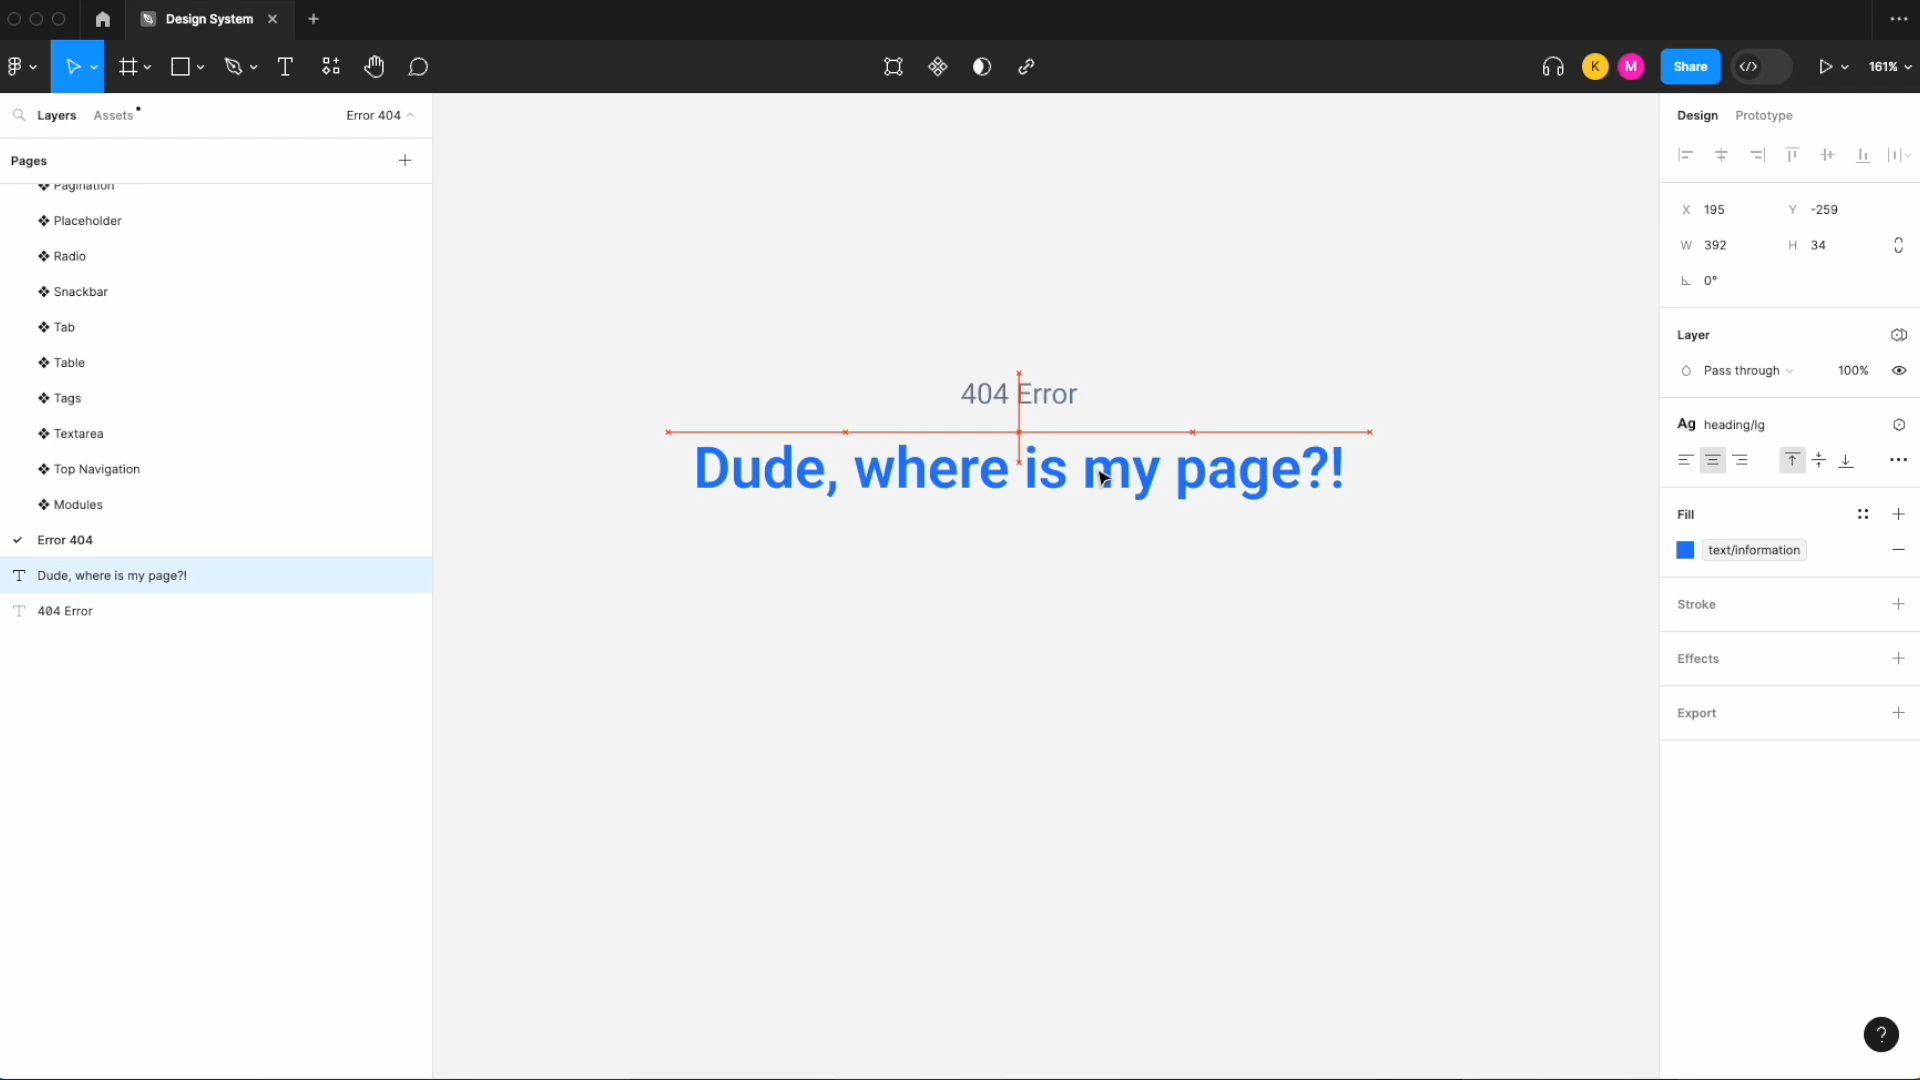 Design System
Share
K
M
161%
Layers
Assets
Error 404
Design
Prototype
Pages
Pagination
Placeholder
Radio
Snackbar
Tab
Table
Tags
Textarea
Top Navigation
Modules
Error 404
Dude, where is my page?!
404 Error
404 Error
Dude, where is my page?!
X 195 Y -259
W 392 H 34
0°
Layer
Pass through 100%
Ag heading/lg
Fill
text/information
Stroke
Effects
Export
?